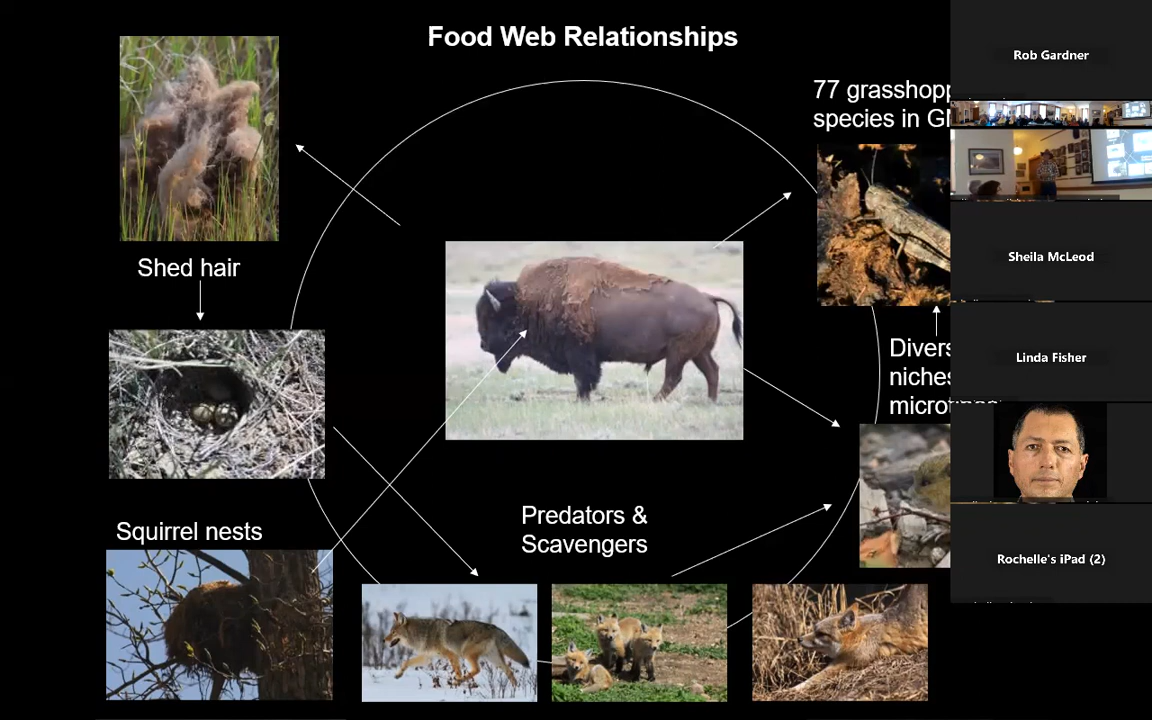 Food Web Relationships
77 grasshopp
species in
Shed hair
Divers
niches
Squirrel nests
Predators &
Scavengers
Rob Gardner
Sheila McLeod
Linda Fisher
Rochelle's iPad (2)